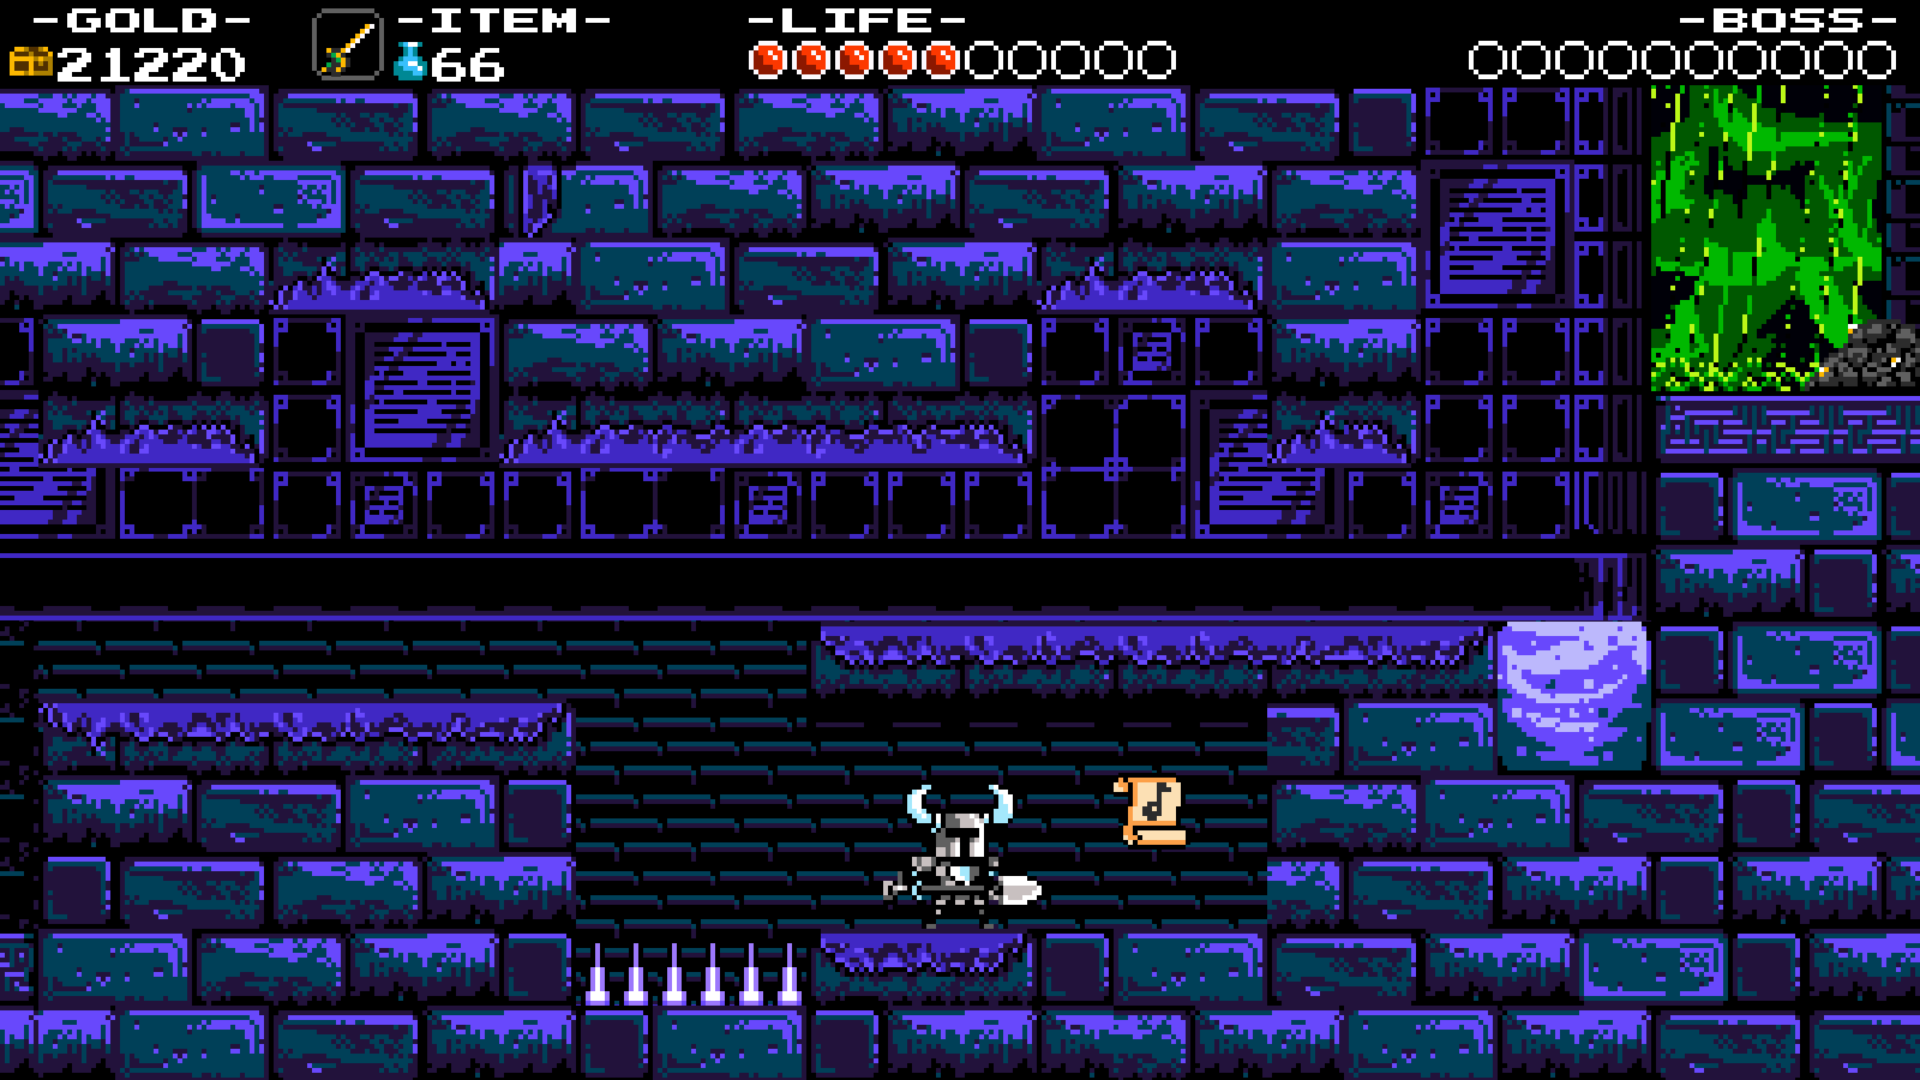 -GOLD- -ITEM- -LIFE- -BOSS-
21220 66